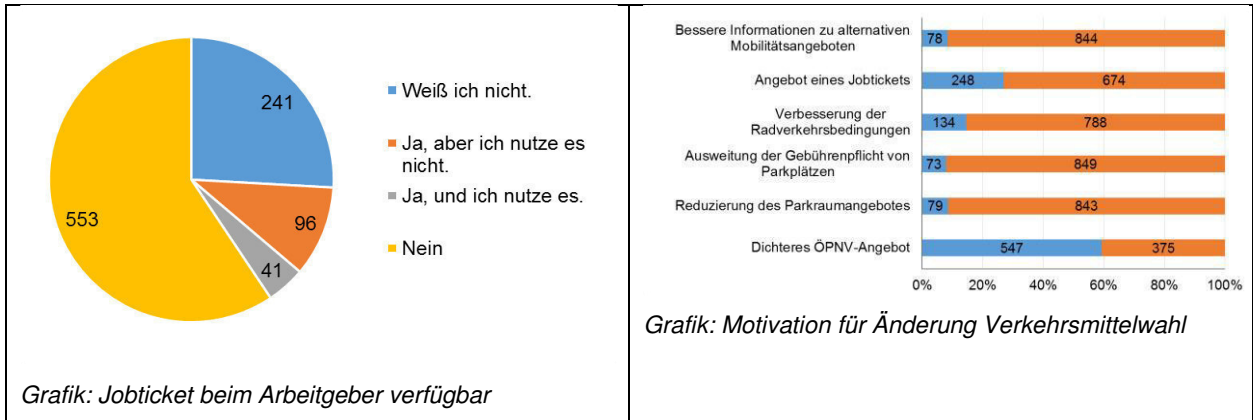 241
96
41
553
Weiß ich nicht.
Ja, aber ich nutze es
nicht.
Ja, und ich nutze es.
Nein
Grafik: Jobticket beim Arbeitgeber verfügbar
Bessere Informationen zu alternativen
Mobilitätsangeboten
78 844
Angebot eines Jobtickets
248 674
Verbesserung der
Radverkehrsbedingungen
134 788
Ausweitung der Gebührenpflicht von
Parkplätzen
73 849
Reduzierung des Parkraumangebotes
79 843
Dichteres ÖPNV-Angebot
547 375
0% 20% 40% 60% 80% 100%
Grafik: Motivation für Änderung Verkehrsmittelwahl